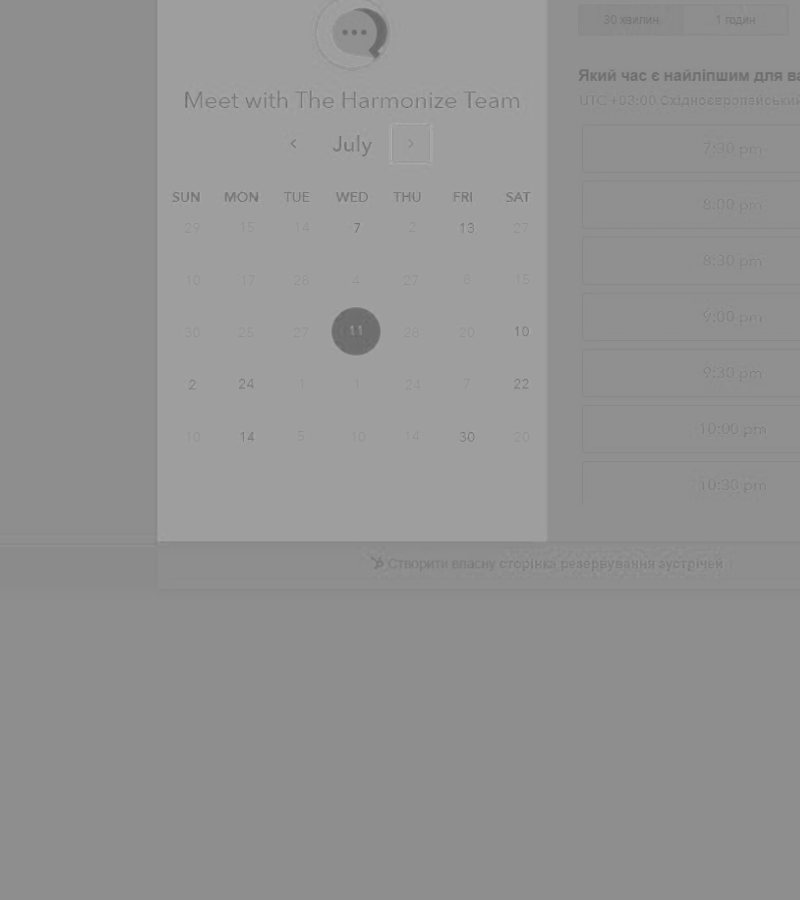 30 хвилин 1 годин
Який час є найліпшим для ва
UTC +03:00 Східноєвропейський
Meet with The Harmonize Team
July
SUN MON TUE WED THU FRI SAT
29 15 14 7 2 13 27
10 17 28 4 27 6 15
30 25 27 11 28 20 10
2 24 1 1 24 7 22
10 14 5 10 14 30 20
7:30 pm
8:00 pm
8:30 pm
9:00 pm
9:30 pm
10:00 pm
10:30 pm
Створити власну сторінка резервування зустрічей